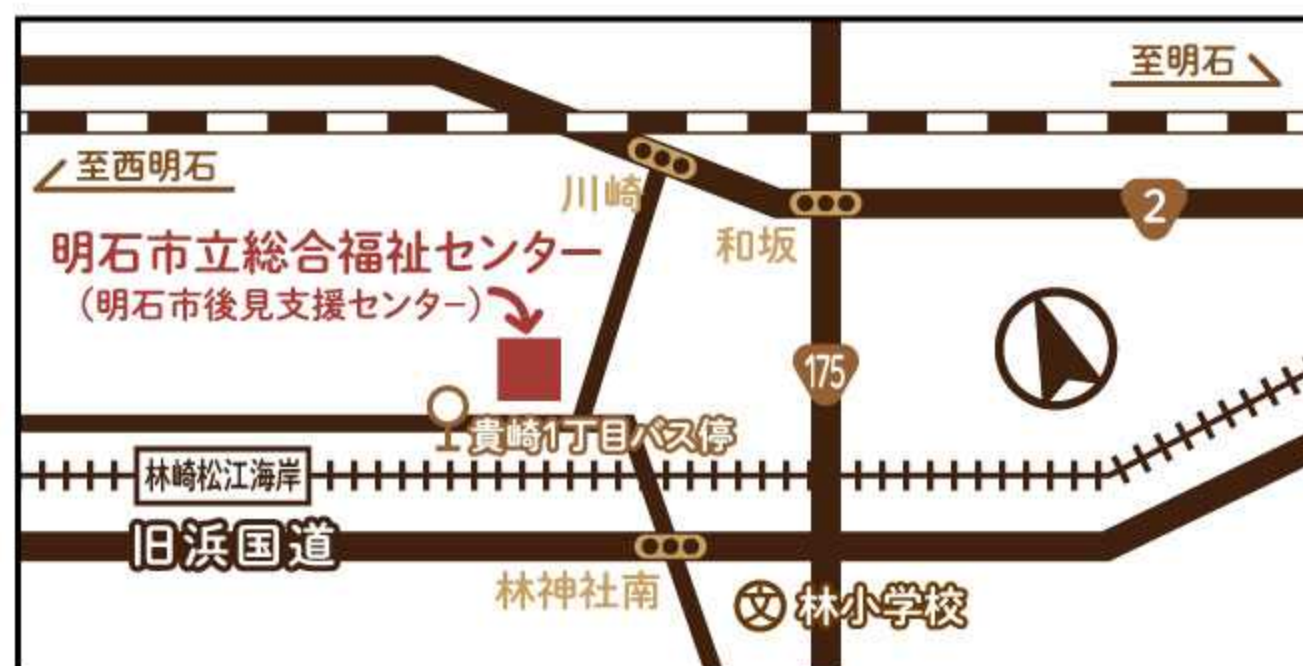 至明石
至西明石
川崎
2
和坂
明石市立総合福祉センター
(明石市後見支援センター)
175
貴崎1丁目バス停
林崎松江海岸
旧浜国道
林神社南
文 林小学校